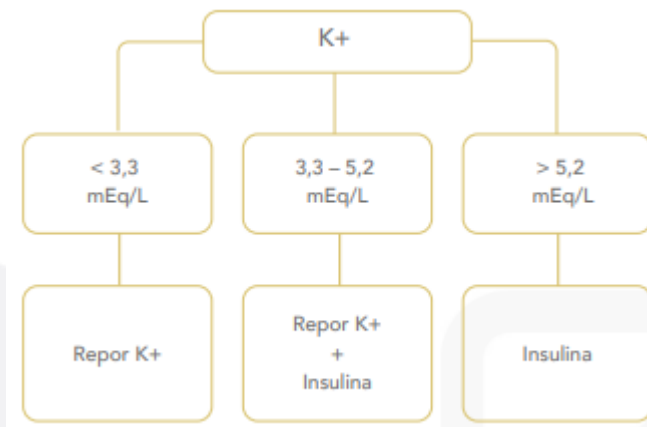 K+
< 3,3
mEq/L
3,3 – 5,2
mEq/L
> 5,2
mEq/L
Repor K+
Repor K+
+
Insulina
Insulina